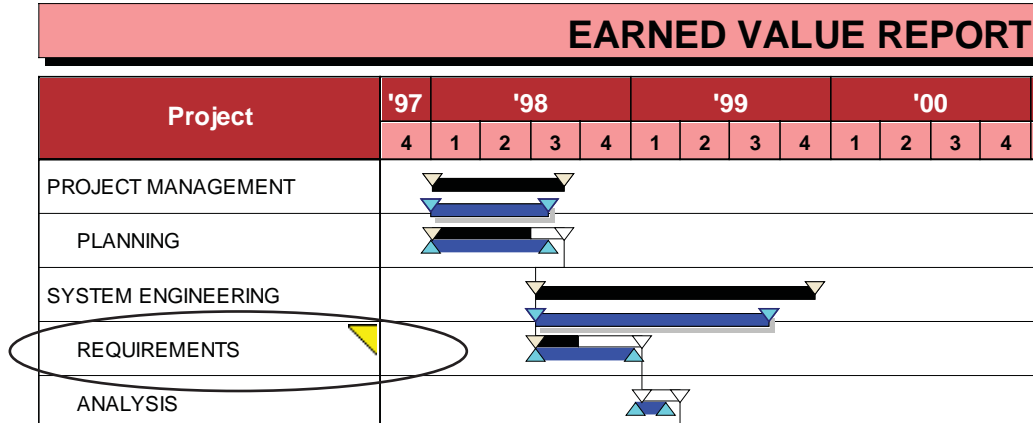 EARNED VALUE REPORT
Project '97 '98 '99 '00
4 1 2 3 4 1 2 3 4 1 2 3 4
PROJECT MANAGEMENT
PLANNING
SYSTEM ENGINEERING
REQUIREMENTS
ANALYSIS